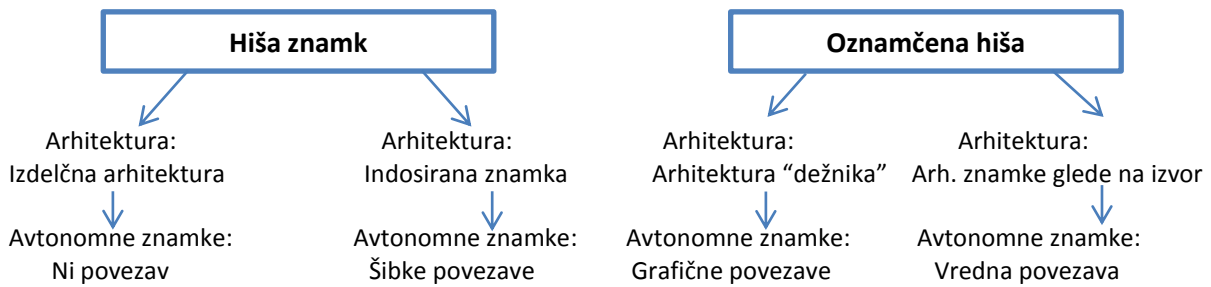 Hiša znamk
Oznamčena hiša
Arhitektura:
Izdelčna arhitektura
Arhitektura:
Indosirana znamka
Arhitektura:
Arhitektura “dežnika”
Arhitektura:
Arh. znamke glede na izvor
Avtonomne znamke:
Ni povezav
Avtonomne znamke:
Šibke povezave
Avtonomne znamke:
Grafične povezave
Avtonomne znamke:
Vredna povezava